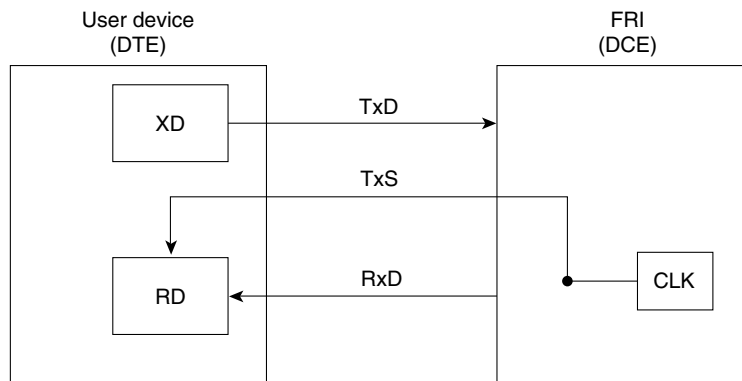 User device
(DTE)
FRI
(DCE)
XD
TxD
TxS
RD
RxD
CLK